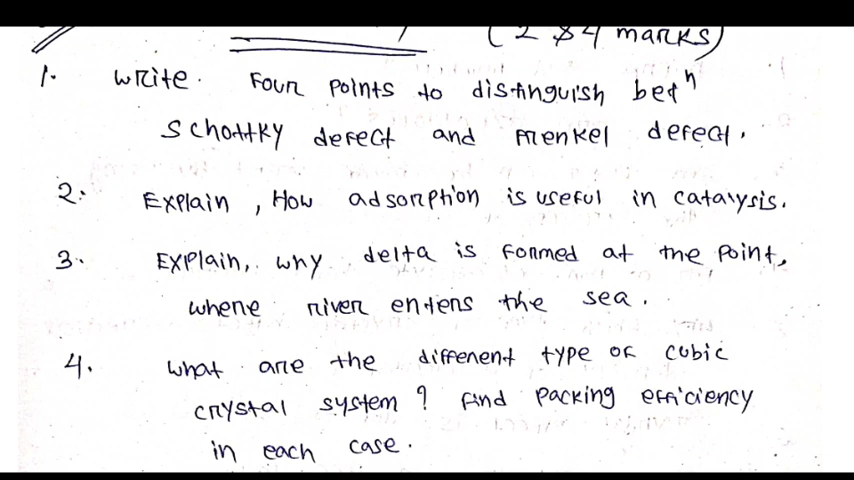 (2 & 4 marks)
1. Write. Four points to distinguish betⁿ
Schottky defect and Frenkel defect.
2. Explain, How adsorption is useful in catalysis.
3. Explain, why delta is formed at the point,
where river enters the sea.
4. What are the different type of cubic
crystal system? find packing efficiency
in each case.